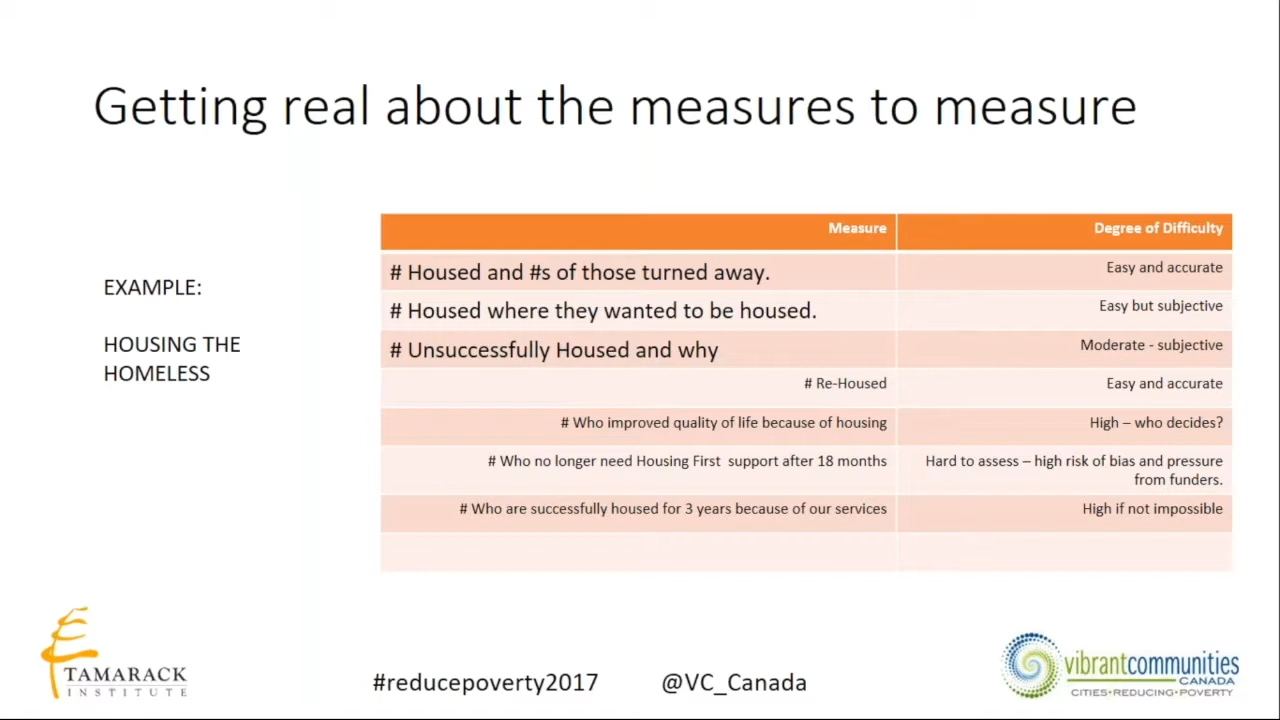 Getting real about the measures to measure
EXAMPLE:
HOUSING THE
HOMELESS
Measure Degree of Difficulty
# Housed and #s of those turned away. Easy and accurate
# Housed where they wanted to be housed. Easy but subjective
# Unsuccessfully Housed and why Moderate - subjective
# Re-Housed Easy and accurate
# Who improved quality of life because of housing High – who decides?
# Who no longer need Housing First support after 18 months Hard to assess – high risk of bias and pressure
from funders.
# Who are successfully housed for 3 years because of our services High if not impossible
TAMARACK
INSTITUTE
#reducepoverty2017 @VC_Canada
vibrantcommunities
CANADA
CITIES•REDUCING•POVERTY